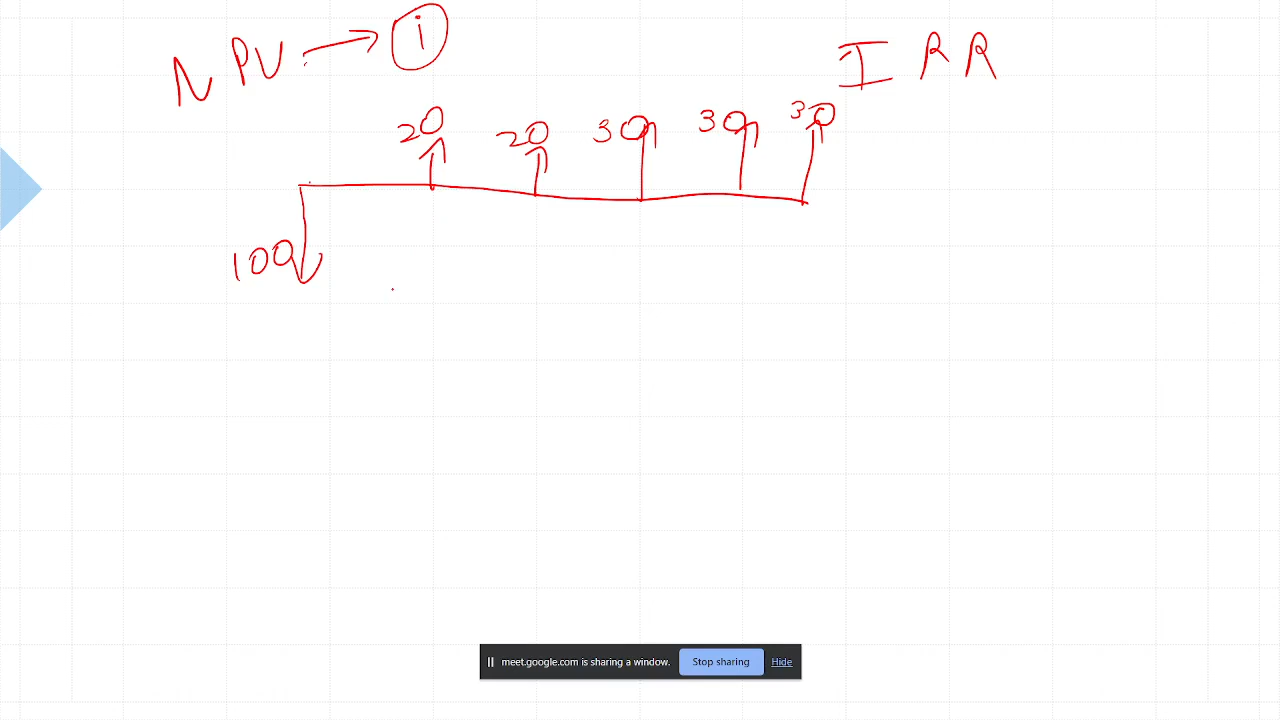 NPV → i IRR
20 20 30 30 30
100
meet.google.com is sharing a window. Stop sharing Hide